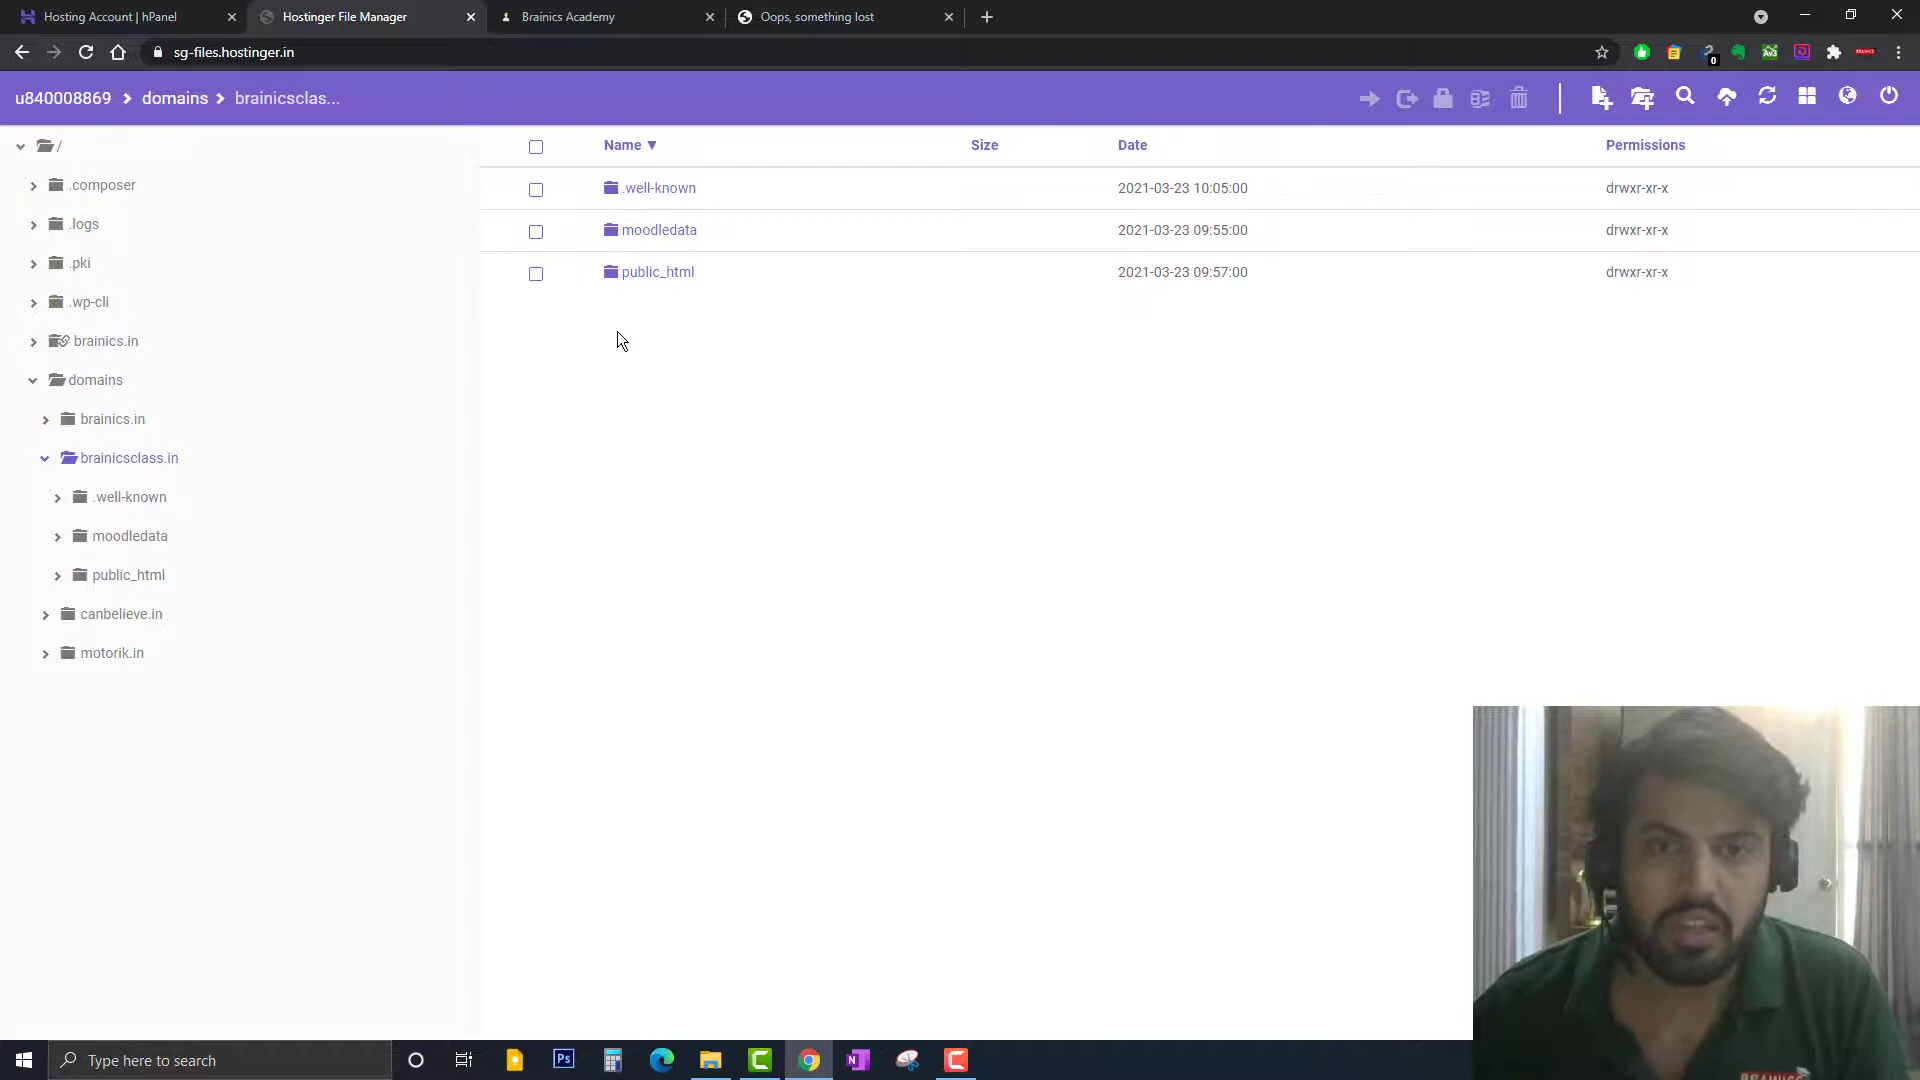 Hosting Account | hPanel
Hostinger File Manager
Brainics Academy
Oops, something lost
sg-files.hostinger.in
0
u840008869 > domains > brainicsclas...
/
.composer
.logs
.pki
.wp-cli
brainics.in
domains
brainics.in
brainicsclass.in
.well-known
moodledata
public_html
canbelieve.in
motorik.in
Name ▼ Size Date Permissions
.well-known 2021-03-23 10:05:00 drwxr-xr-x
moodledata 2021-03-23 09:55:00 drwxr-xr-x
public_html 2021-03-23 09:57:00 drwxr-xr-x
Type here to search
Ps
N
BRAINICS